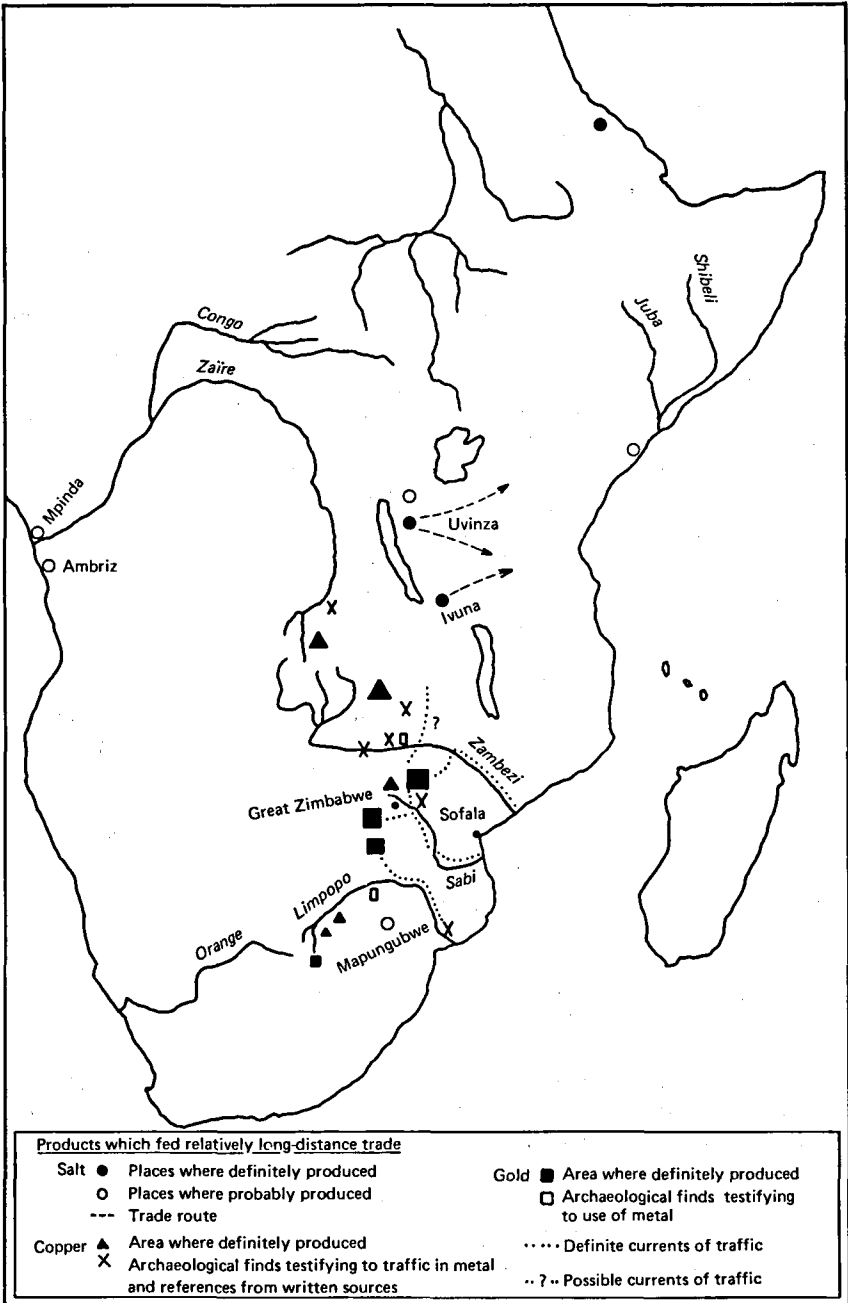 Shibeli
Juba
Congo
Zaïre
Mpinda
Ambriz
Uvinza
Ivuna
?
Zambezi
Great Zimbabwe
Sofala
Sabi
Limpopo
Orange
Mapungubwe
Products which fed relatively long-distance trade
Salt ● Places where definitely produced
○ Places where probably produced
--- Trade route
Copper ▲ Area where definitely produced
X Archaeological finds testifying to traffic in metal
and references from written sources
Gold ■ Area where definitely produced
□ Archaeological finds testifying
to use of metal
······ Definite currents of traffic
·· ? ·· Possible currents of traffic